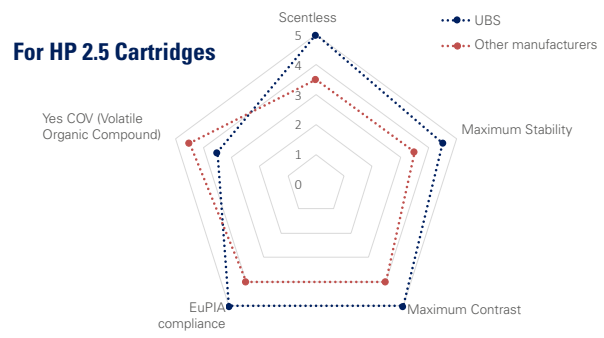 Scentless
UBS
Other manufacturers
For HP 2.5 Cartridges
5
4
3
2
1
0
Yes COV (Volatile
Organic Compound)
Maximum Stability
EuPIA
compliance
Maximum Contrast